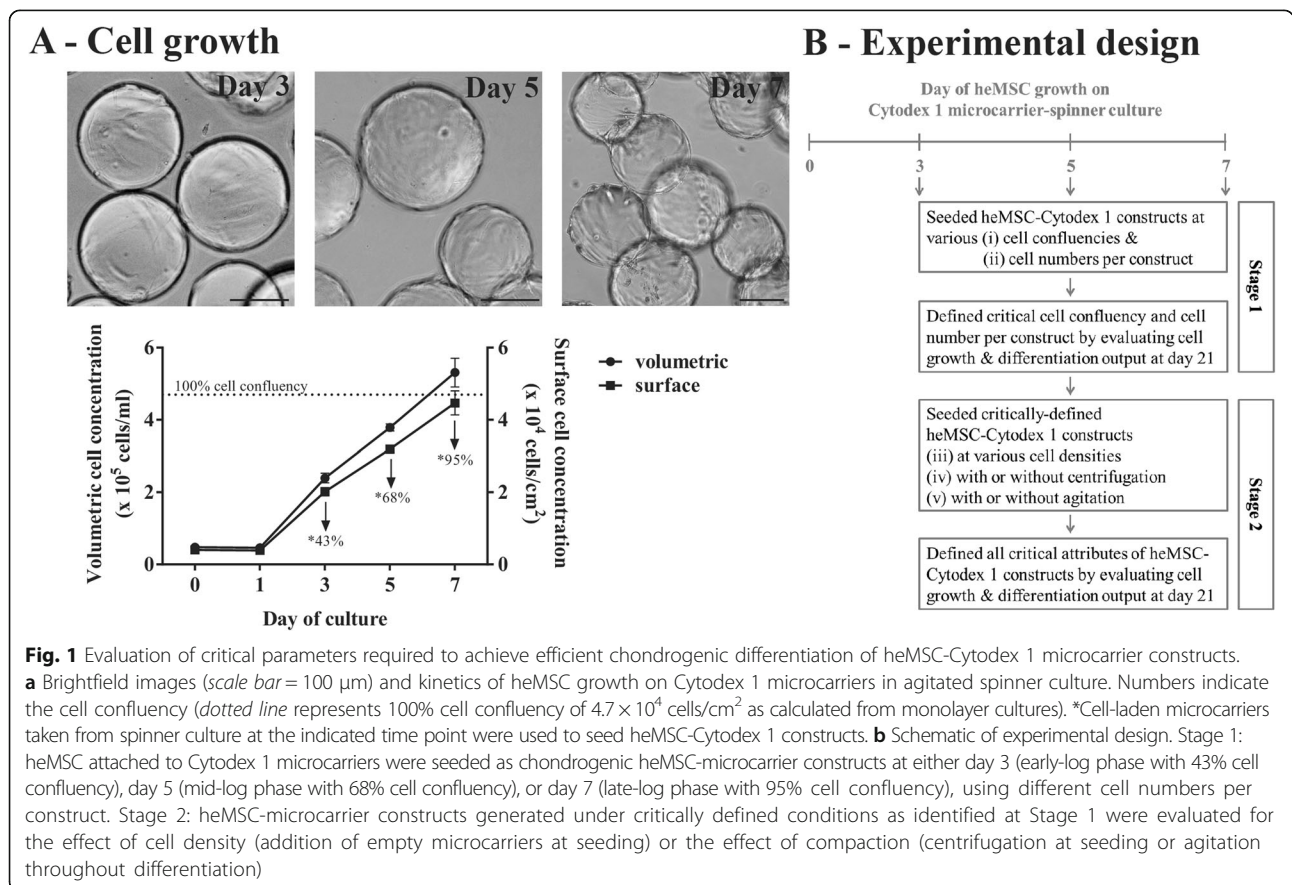 A - Cell growth
Day 3
Day 5
Day 7
Volumetric cell concentration
(x 10⁵ cells/ml)
6
4
2
0
100% cell confluency
*43%
*68%
*95%
6
4
2
0
Surface cell concentration
(x 10⁴ cells/cm²)
volumetric
surface
0
1
3
5
7
Day of culture
B - Experimental design
Day of heMSC growth on
Cytodex 1 microcarrier-spinner culture
0
3
5
7
Seeded heMSC-Cytodex 1 constructs at
various (i) cell confluencies &
(ii) cell numbers per construct
Defined critical cell confluency and cell
number per construct by evaluating cell
growth & differentiation output at day 21
Stage 1
Seeded critically-defined
heMSC-Cytodex 1 constructs
(iii) at various cell densities
(iv) with or without centrifugation
(v) with or without agitation
Defined all critical attributes of heMSC-
Cytodex 1 constructs by evaluating cell
growth & differentiation output at day 21
Stage 2
Fig. 1 Evaluation of critical parameters required to achieve efficient chondrogenic differentiation of heMSC-Cytodex 1 microcarrier constructs.
a Brightfield images (scale bar = 100 μm) and kinetics of heMSC growth on Cytodex 1 microcarriers in agitated spinner culture. Numbers indicate
the cell confluency (dotted line represents 100% cell confluency of 4.7 × 10⁴ cells/cm² as calculated from monolayer cultures). *Cell-laden microcarriers
taken from spinner culture at the indicated time point were used to seed heMSC-Cytodex 1 constructs. b Schematic of experimental design. Stage 1:
heMSC attached to Cytodex 1 microcarriers were seeded as chondrogenic heMSC-microcarrier constructs at either day 3 (early-log phase with 43% cell
confluency), day 5 (mid-log phase with 68% cell confluency), or day 7 (late-log phase with 95% cell confluency), using different cell numbers per
construct. Stage 2: heMSC-microcarrier constructs generated under critically defined conditions as identified at Stage 1 were evaluated for
the effect of cell density (addition of empty microcarriers at seeding) or the effect of compaction (centrifugation at seeding or agitation
throughout differentiation)